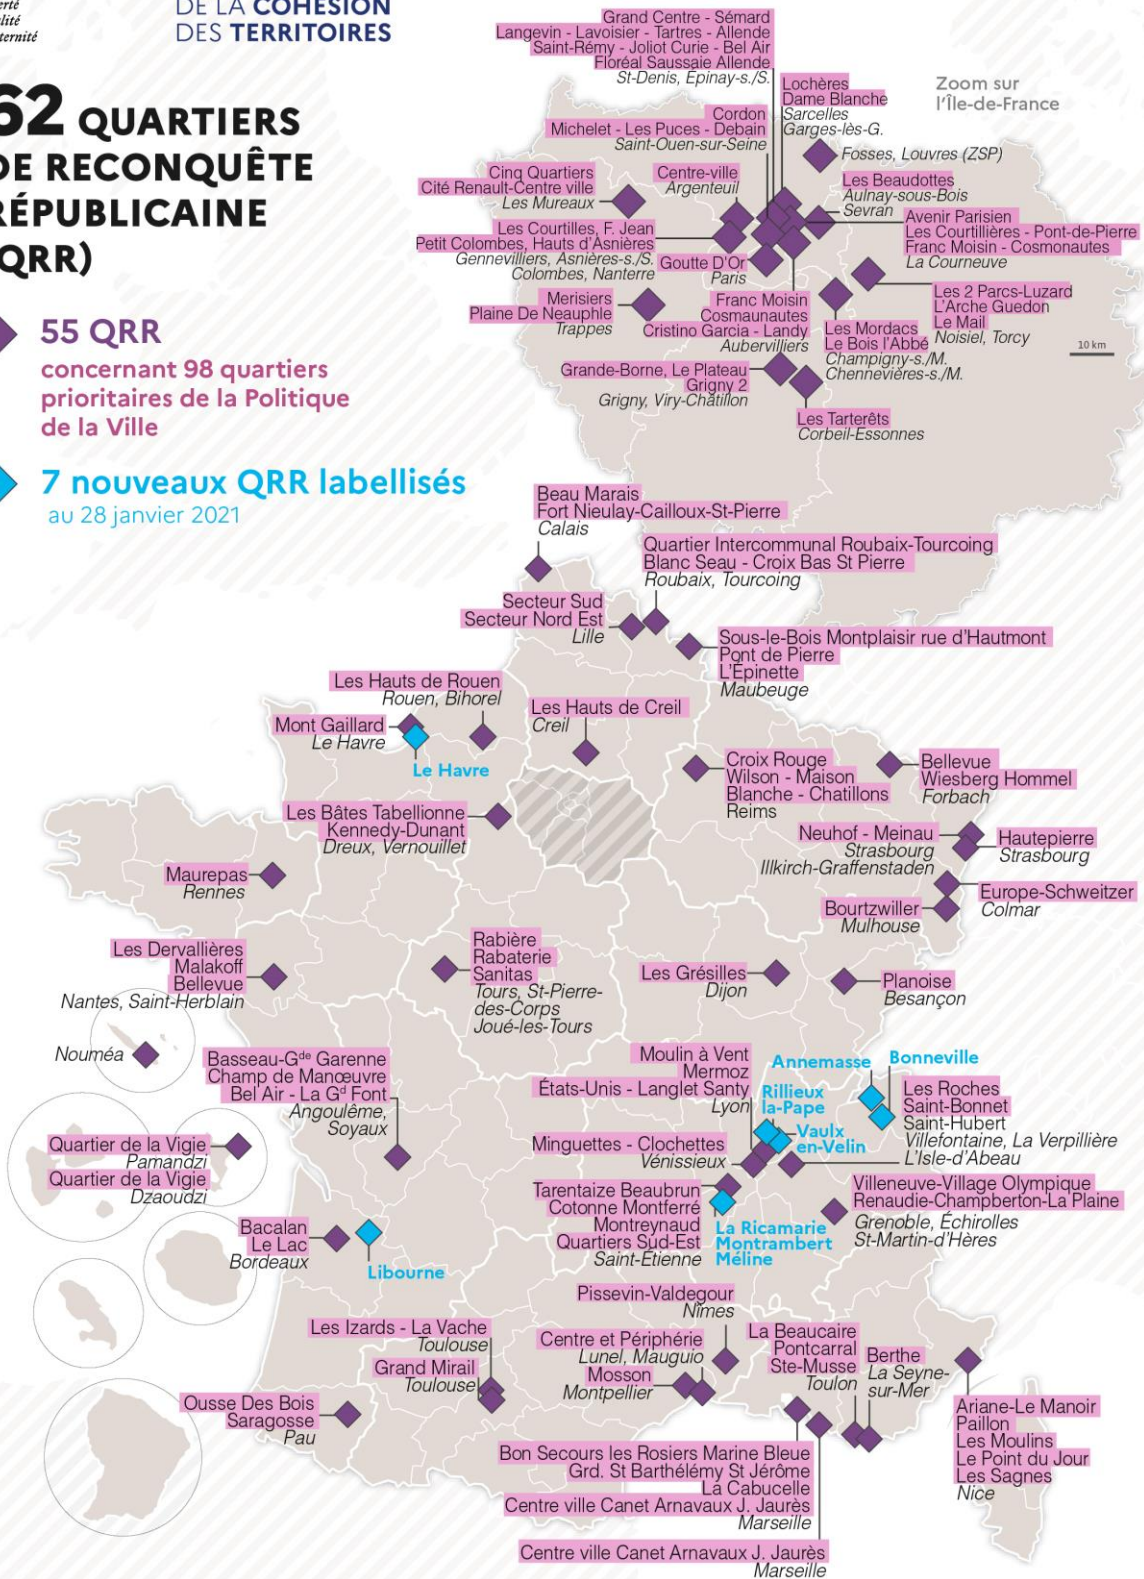 DE LA COHÉSION
DES TERRITOIRES
62 QUARTIERS
DE RECONQUÊTE
RÉPUBLICAINE
(QRR)
55 QRR
concernant 98 quartiers
prioritaires de la Politique
de la Ville
7 nouveaux QRR labellisés
au 28 janvier 2021
Zoom sur
l'Île-de-France
Grand Centre - Sémard
Langevin - Lavoisier - Tartres - Allende
Saint-Rémy - Joliot Curie - Bel Air
Floréal Saussaie Allende
St-Denis, Épinay-s./S.
Lochères
Dame Blanche
Sarcelles
Garges-lès-G.
Cordon
Michelet - Les Puces - Debain
Saint-Ouen-sur-Seine
Fosses, Louvres (ZSP)
Cinq Quartiers
Cité Renault-Centre ville
Les Mureaux
Centre-ville
Argenteuil
Les Beaudottes
Aulnay-sous-Bois
Sevran
Avenir Parisien
Les Courtillières - Pont-de-Pierre
Franc Moisin - Cosmonautes
La Courneuve
Les Courtilles, F. Jean
Petit Colombes, Hauts d'Asnières
Gennevilliers, Asnières-s./S.
Colombes, Nanterre
Goutte D'Or
Paris
Merisiers
Plaine De Neauphle
Trappes
Franc Moisin
Cosmaunautes
Cristino Garcia - Landy
Aubervilliers
Les Mordacs
Le Bois l'Abbé
Champigny-s./M.
Chennevières-s./M.
Les 2 Parcs-Luzard
L'Arche Guedon
Le Mail
Noisiel, Torcy
10 km
Grande-Borne, Le Plateau
Grigny 2
Grigny, Viry-Châtillon
Les Tarterêts
Corbeil-Essonnes
Beau Marais
Fort Nieulay-Cailloux-St-Pierre
Calais
Quartier Intercommunal Roubaix-Tourcoing
Blanc Seau - Croix Bas St Pierre
Roubaix, Tourcoing
Secteur Sud
Secteur Nord Est
Lille
Sous-le-Bois Montplaisir rue d'Hautmont
Pont de Pierre
L'Épinette
Maubeuge
Les Hauts de Rouen
Rouen, Bihorel
Mont Gaillard
Le Havre
Le Havre
Les Hauts de Creil
Creil
Croix Rouge
Wilson - Maison
Blanche - Chatillons
Reims
Bellevue
Wiesberg Hommel
Forbach
Les Bâtes Tabellionne
Kennedy-Dunant
Dreux, Vernouillet
Neuhof - Meinau
Strasbourg
Illkirch-Graffenstaden
Hautepierre
Strasbourg
Maurepas
Rennes
Europe-Schweitzer
Colmar
Bourtzwiller
Mulhouse
Les Dervallières
Malakoff
Bellevue
Nantes, Saint-Herblain
Rabière
Rabaterie
Sanitas
Tours, St-Pierre-
des-Corps
Joué-les-Tours
Les Grésilles
Dijon
Planoise
Besançon
Nouméa
Basseau-Gde Garenne
Champ de Manœuvre
Bel Air - La Gd Font
Angoulême,
Soyaux
Moulin à Vent
Mermoz
États-Unis - Langlet Santy
Lyon
Annemasse
Bonneville
Rillieux
la-Pape
Vaulx
en-Velin
Les Roches
Saint-Bonnet
Saint-Hubert
Villefontaine, La Verpillière
L'Isle-d'Abeau
Quartier de la Vigie
Pamandzi
Quartier de la Vigie
Dzaoudzi
Minguettes - Clochettes
Vénissieux
Tarentaize Beaubrun
Cotonne Montferré
Montreynaud
Quartiers Sud-Est
Saint-Étienne
La Ricamarie
Montrambert
Méline
Villeneuve-Village Olympique
Renaudie-Champberton-La Plaine
Grenoble, Échirolles
St-Martin-d'Hères
Bacalan
Le Lac
Bordeaux
Libourne
Pissevin-Valdegour
Nîmes
Les Izards - La Vache
Toulouse
Grand Mirail
Toulouse
Centre et Périphérie
Lunel, Mauguio
Mosson
Montpellier
La Beaucaire
Pontcarral
Ste-Musse
Toulon
Berthe
La Seyne-
sur-Mer
Ousse Des Bois
Saragosse
Pau
Ariane-Le Manoir
Paillon
Les Moulins
Le Point du Jour
Les Sagnes
Nice
Bon Secours les Rosiers Marine Bleue
Grd. St Barthélémy St Jérôme
La Cabucelle
Centre ville Canet Arnavaux J. Jaurès
Marseille
Centre ville Canet Arnavaux J. Jaurès
Marseille